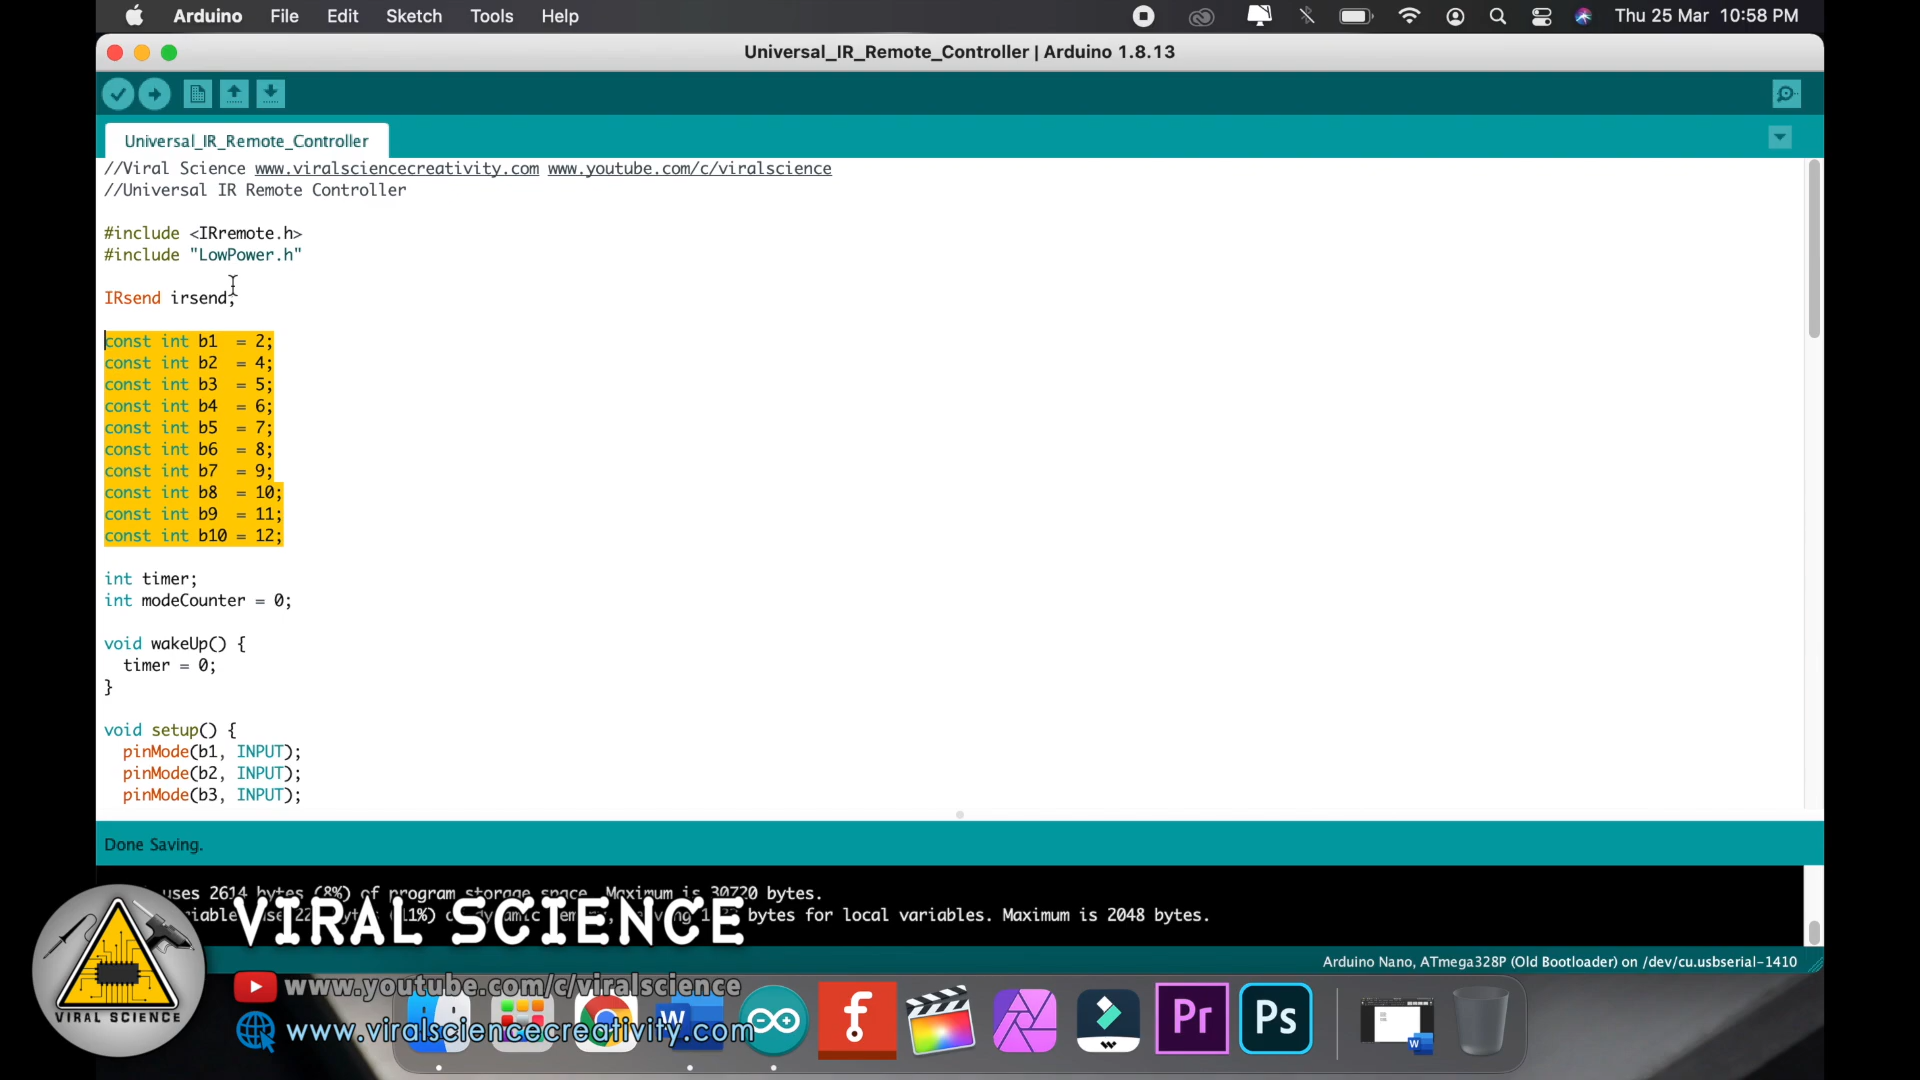 Arduino File Edit Sketch Tools Help Thu 25 Mar 10:58 PM
Universal_IR_Remote_Controller | Arduino 1.8.13
Universal_IR_Remote_Controller
//Viral Science www.viralsciencecreativity.com www.youtube.com/c/viralscience
//Universal IR Remote Controller
#include <IRremote.h>
#include "LowPower.h"
IRsend irsend;
const int b1 = 2;
const int b2 = 4;
const int b3 = 5;
const int b4 = 6;
const int b5 = 7;
const int b6 = 8;
const int b7 = 9;
const int b8 = 10;
const int b9 = 11;
const int b10 = 12;
int timer;
int modeCounter = 0;
void wakeUp() {
timer = 0;
}
void setup() {
pinMode(b1, INPUT);
pinMode(b2, INPUT);
pinMode(b3, INPUT);
Done Saving.
uses 2614 bytes (8%) of program storage space. Maximum is 30720 bytes.
bytes for local variables. Maximum is 2048 bytes.
VIRAL SCIENCE
Arduino Nano, ATmega328P (Old Bootloader) on /dev/cu.usbserial-1410
www.youtube.com/c/viralscience
www.viralsciencecreativity.com
VIRAL SCIENCE
W
f
Pr
Ps
W